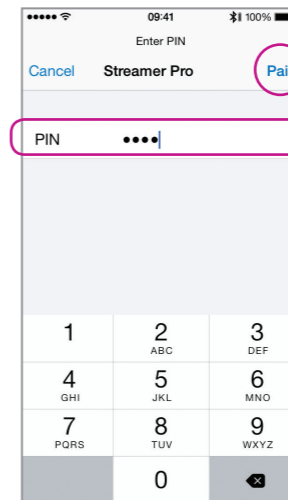 09:41 100%
Enter PIN
Cancel Streamer Pro Pai
PIN ••••
1 2 3
ABC DEF
4 5 6
GHI JKL MNO
7 8 9
PQRS TUV WXYZ
0